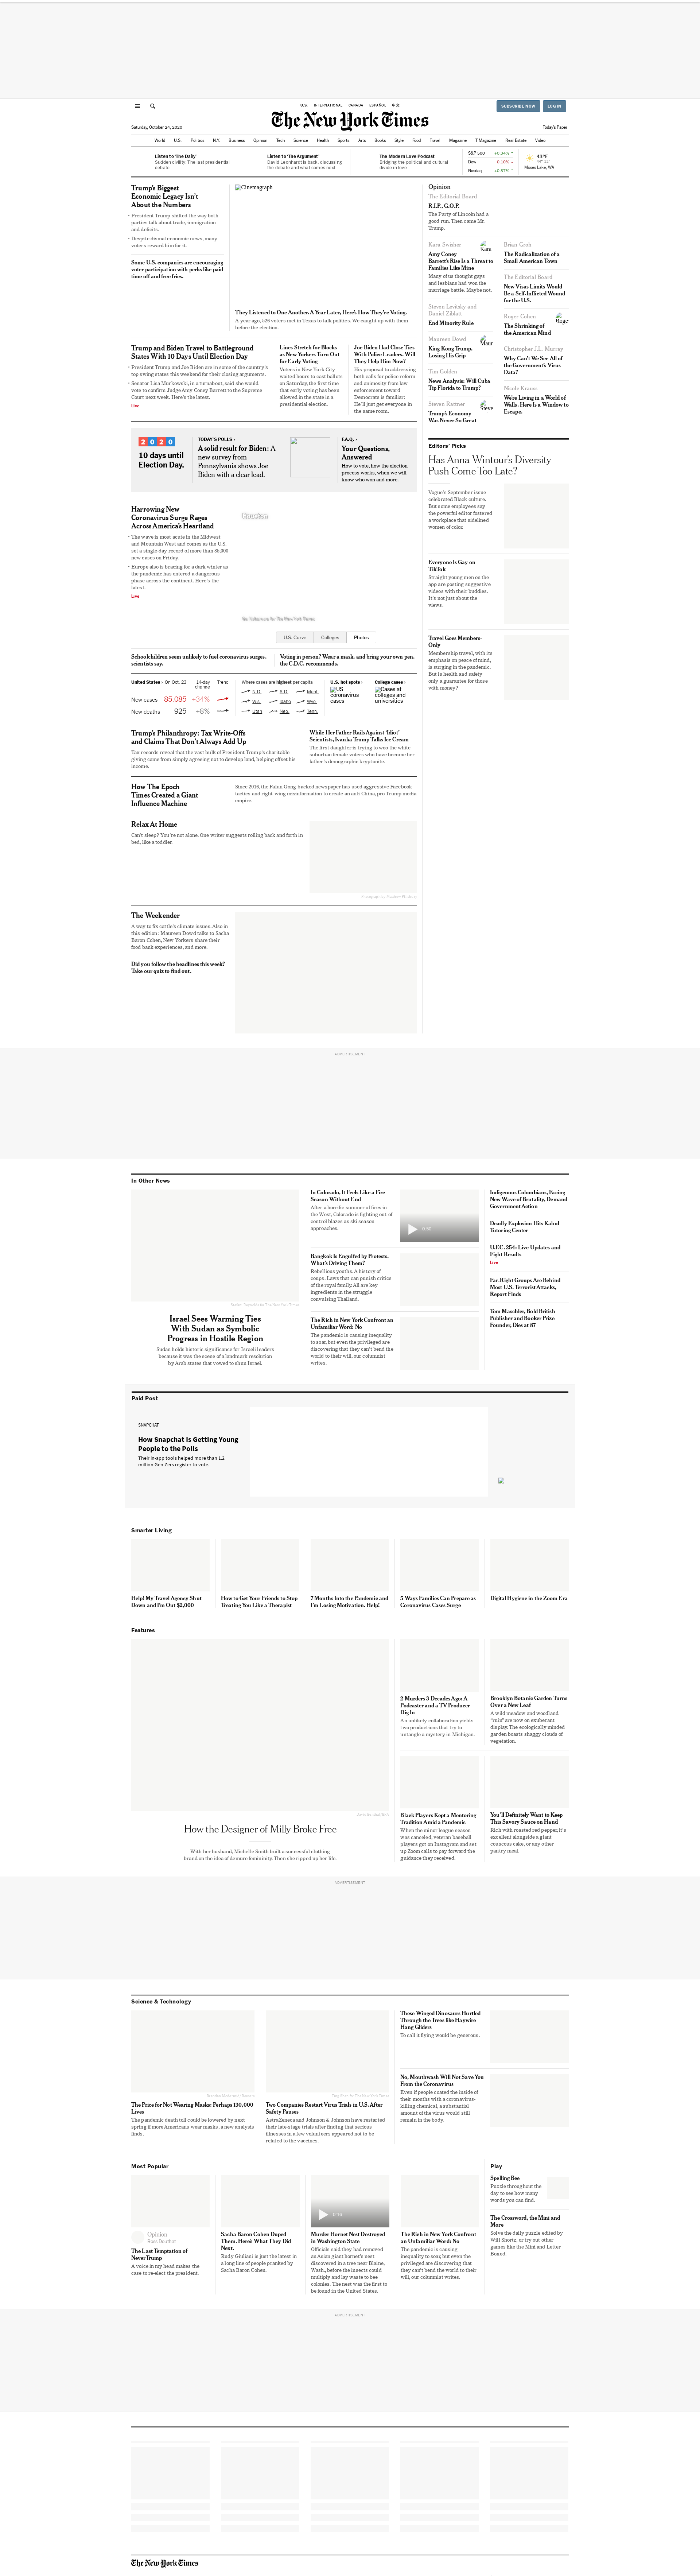 U.S.
INTERNATIONAL
CANADA
ESPAÑOL
中文
SUBSCRIBE NOW
LOG IN
The New York Times
Saturday, October 24, 2020
Today's Paper
World
U.S.
Politics
N.Y.
Business
Opinion
Tech
Science
Health
Sports
Arts
Books
Style
Food
Travel
Magazine
T Magazine
Real Estate
Video
Listen to 'The Daily'
Sudden civility: The last presidential
debate.
Listen to 'The Argument'
David Leonhardt is back, discussing
the debate and what comes next.
The Modern Love Podcast
Bridging the political and cultural
divide in love.
S&P 500 +0.34% ↑
Dow -0.10% ↓
Nasdaq +0.37% ↑
43°F
Moses Lake, WA
Trump's Biggest
Economic Legacy Isn't
About the Numbers
• President Trump shifted the way both
parties talk about trade, immigration
and deficits.
• Despite dismal economic news, many
voters reward him for it.
Some U.S. companies are encouraging
voter participation with perks like paid
time off and free fries.
Cinemagraph
They Listened to One Another. A Year Later, Here's How They're Voting.
A year ago, 526 voters met in Texas to talk politics. We caught up with them
before the election.
Trump and Biden Travel to Battleground
States With 10 Days Until Election Day
• President Trump and Joe Biden are in some of the country's
top swing states this weekend for their closing arguments.
• Senator Lisa Murkowski, in a turnaround, said she would
vote to confirm Judge Amy Coney Barrett to the Supreme
Court next week. Here's the latest.
Live
Lines Stretch for Blocks
as New Yorkers Turn Out
for Early Voting
Voters in New York City
waited hours to cast ballots
on Saturday, the first time
that early voting has been
allowed in the state in a
presidential election.
Joe Biden Had Close Ties
With Police Leaders. Will
They Help Him Now?
His proposal of addressing
both calls for police reform
and animosity from law
enforcement toward
Democrats is familiar:
He'll just get everyone in
the same room.
2020
10 days until
Election Day.
TODAY'S POLLS ›
A solid result for Biden: A
new survey from
Pennsylvania shows Joe
Biden with a clear lead.
F.A.Q. ›
Your Questions,
Answered
How to vote, how the election
process works, when we will
know who won and more.
Harrowing New
Coronavirus Surge Rages
Across America's Heartland
• The wave is most acute in the Midwest
and Mountain West and comes as the U.S.
set a single-day record of more than 85,000
new cases on Friday.
• Europe also is bracing for a dark winter as
the pandemic has entered a dangerous
phase across the continent. Here's the
latest.
Live
U.S. Curve
Colleges
Photos
Schoolchildren seem unlikely to fuel coronavirus surges,
scientists say.
Voting in person? Wear a mask, and bring your own pen,
the C.D.C. recommends.
United States › On Oct. 23
14-day
change
Trend
New cases 85,085 +34%
New deaths 925 +8%
Where cases are highest per capita
N.D.
S.D.
Mont.
Wis.
Idaho
Wyo.
Utah
Neb.
Tenn.
U.S. hot spots ›
US
coronavirus
cases
College cases ›
Cases at
colleges and
universities
Trump's Philanthropy: Tax Write-Offs
and Claims That Don't Always Add Up
Tax records reveal that the vast bulk of President Trump's charitable
giving came from simply agreeing not to develop land, helping offset his
income.
While Her Father Rails Against 'Idiot'
Scientists, Ivanka Trump Talks Ice Cream
The first daughter is trying to woo the white
suburban female voters who have become her
father's demographic kryptonite.
How The Epoch
Times Created a Giant
Influence Machine
Since 2016, the Falun Gong-backed newspaper has used aggressive Facebook
tactics and right-wing misinformation to create an anti-China, pro-Trump media
empire.
Relax At Home
Can't sleep? You're not alone. One writer suggests rolling back and forth in
bed, like a toddler.
The Weekender
A way to fix cattle's climate issues. Also in
this edition: Maureen Dowd talks to Sacha
Baron Cohen, New Yorkers share their
food bank experiences, and more.
Did you follow the headlines this week?
Take our quiz to find out.
Opinion
The Editorial Board
R.I.P., G.O.P.
The Party of Lincoln had a
good run. Then came Mr.
Trump.
Kara Swisher
Amy Coney
Barrett's Rise Is a Threat to
Families Like Mine
Many of us thought gays
and lesbians had won the
marriage battle. Maybe not.
Steven Levitsky and
Daniel Ziblatt
End Minority Rule
Maureen Dowd
King Kong Trump,
Losing His Grip
Tim Golden
News Analysis: Will Cuba
Tip Florida to Trump?
Steven Rattner
Trump's Economy
Was Never So Great
Brian Groh
The Radicalization of a
Small American Town
The Editorial Board
New Visas Limits Would
Be a Self-Inflicted Wound
for the U.S.
Roger Cohen
The Shrinking of
the American Mind
Christopher J.L. Murray
Why Can't We See All of
the Government's Virus
Data?
Nicole Krauss
We're Living in a World of
Walls. Here Is a Window to
Escape.
Editors' Picks
Has Anna Wintour's Diversity
Push Come Too Late?
Vogue's September issue
celebrated Black culture.
But some employees say
the powerful editor fostered
a workplace that sidelined
women of color.
Everyone Is Gay on
TikTok
Straight young men on the
app are posting suggestive
videos with their buddies.
It's not just about the
views.
Travel Goes Members-
Only
Membership travel, with its
emphasis on peace of mind,
is surging in the pandemic.
But is health and safety
only a guarantee for those
with money?
ADVERTISEMENT
In Other News
Israel Sees Warming Ties
With Sudan as Symbolic
Progress in Hostile Region
Sudan holds historic significance for Israeli leaders
because it was the scene of a landmark resolution
by Arab states that vowed to shun Israel.
In Colorado, It Feels Like a Fire
Season Without End
After a horrific summer of fires in
the West, Colorado is fighting out-of-
control blazes as ski season
approaches.
Bangkok Is Engulfed by Protests.
What's Driving Them?
Rebellious youths. A history of
coups. Laws that can punish critics
of the royal family. All are key
ingredients in the struggle
convulsing Thailand.
The Rich in New York Confront an
Unfamiliar Word: No
The pandemic is causing inequality
to soar, but even the privileged are
discovering that they can't bend the
world to their will, our columnist
writes.
Indigenous Colombians, Facing
New Wave of Brutality, Demand
Government Action
Deadly Explosion Hits Kabul
Tutoring Center
U.F.C. 254: Live Updates and
Fight Results
Live
Far-Right Groups Are Behind
Most U.S. Terrorist Attacks,
Report Finds
Tom Maschler, Bold British
Publisher and Booker Prize
Founder, Dies at 87
Paid Post
SNAPCHAT
How Snapchat Is Getting Young
People to the Polls
Their in-app tools helped more than 1.2
million Gen Zers register to vote.
Smarter Living
Help! My Travel Agency Shut
Down and I'm Out $2,000
How to Get Your Friends to Stop
Treating You Like a Therapist
7 Months Into the Pandemic and
I'm Losing Motivation. Help!
5 Ways Families Can Prepare as
Coronavirus Cases Surge
Digital Hygiene in the Zoom Era
Features
How the Designer of Milly Broke Free
With her husband, Michelle Smith built a successful clothing
brand on the idea of demure femininity. Then she ripped up her life.
2 Murders 3 Decades Ago: A
Podcaster and a TV Producer
Dig In
An unlikely collaboration yields
two productions that try to
untangle a mystery in Michigan.
Brooklyn Botanic Garden Turns
Over a New Leaf
A wild meadow and woodland
"ruin" are now on exuberant
display. The ecologically minded
garden boasts shaggy clouds of
vegetation.
Black Players Kept a Mentoring
Tradition Amid a Pandemic
When the minor league season
was canceled, veteran baseball
players got on Instagram and set
up Zoom calls to pay forward the
guidance they received.
You'll Definitely Want to Keep
This Savory Sauce on Hand
Rich with roasted red pepper, it's
excellent alongside a giant
couscous cake, or any other
pantry meal.
ADVERTISEMENT
Science & Technology
The Price for Not Wearing Masks: Perhaps 130,000
Lives
The pandemic death toll could be lowered by next
spring if more Americans wear masks, a new analysis
finds.
Two Companies Restart Virus Trials in U.S. After
Safety Pauses
AstraZeneca and Johnson & Johnson have restarted
their late-stage trials after finding that serious
illnesses in a few volunteers appeared not to be
related to the vaccines.
These Winged Dinosaurs Hurtled
Through the Trees like Haywire
Hang Gliders
To call it flying would be generous.
No, Mouthwash Will Not Save You
From the Coronavirus
Even if people coated the inside of
their mouths with a coronavirus-
killing chemical, a substantial
amount of the virus would still
remain in the body.
Most Popular
Opinion
Ross Douthat
The Last Temptation of
NeverTrump
A voice in my head makes the
case to re-elect the president.
Sacha Baron Cohen Duped
Them. Here's What They Did
Next.
Rudy Giuliani is just the latest in
a long line of people pranked by
Sacha Baron Cohen.
Murder Hornet Nest Destroyed
in Washington State
Officials said they had removed
an Asian giant hornet's nest
discovered in a tree near Blaine,
Wash., before the insects could
multiply and lay waste to bee
colonies. The nest was the first to
be found in the United States.
The Rich in New York Confront
an Unfamiliar Word: No
The pandemic is causing
inequality to soar, but even the
privileged are discovering that
they can't bend the world to
their will, our columnist writes.
Play
Spelling Bee
Puzzle throughout the
day to see how many
words you can find.
The Crossword, the Mini and
More
Solve the daily puzzle edited by
Will Shortz, or try out other
games like the Mini and Letter
Boxed.
ADVERTISEMENT
The New York Times